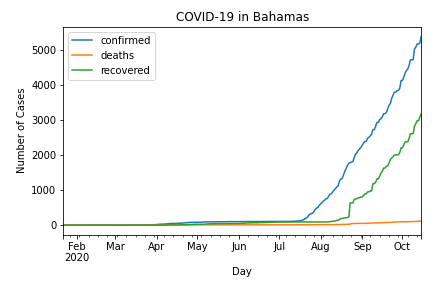 COVID-19 in Bahamas
confirmed
deaths
recovered
Number of Cases
5000
4000
3000
2000
1000
0
Feb Mar Apr May Jun Jul Aug Sep Oct
2020
Day